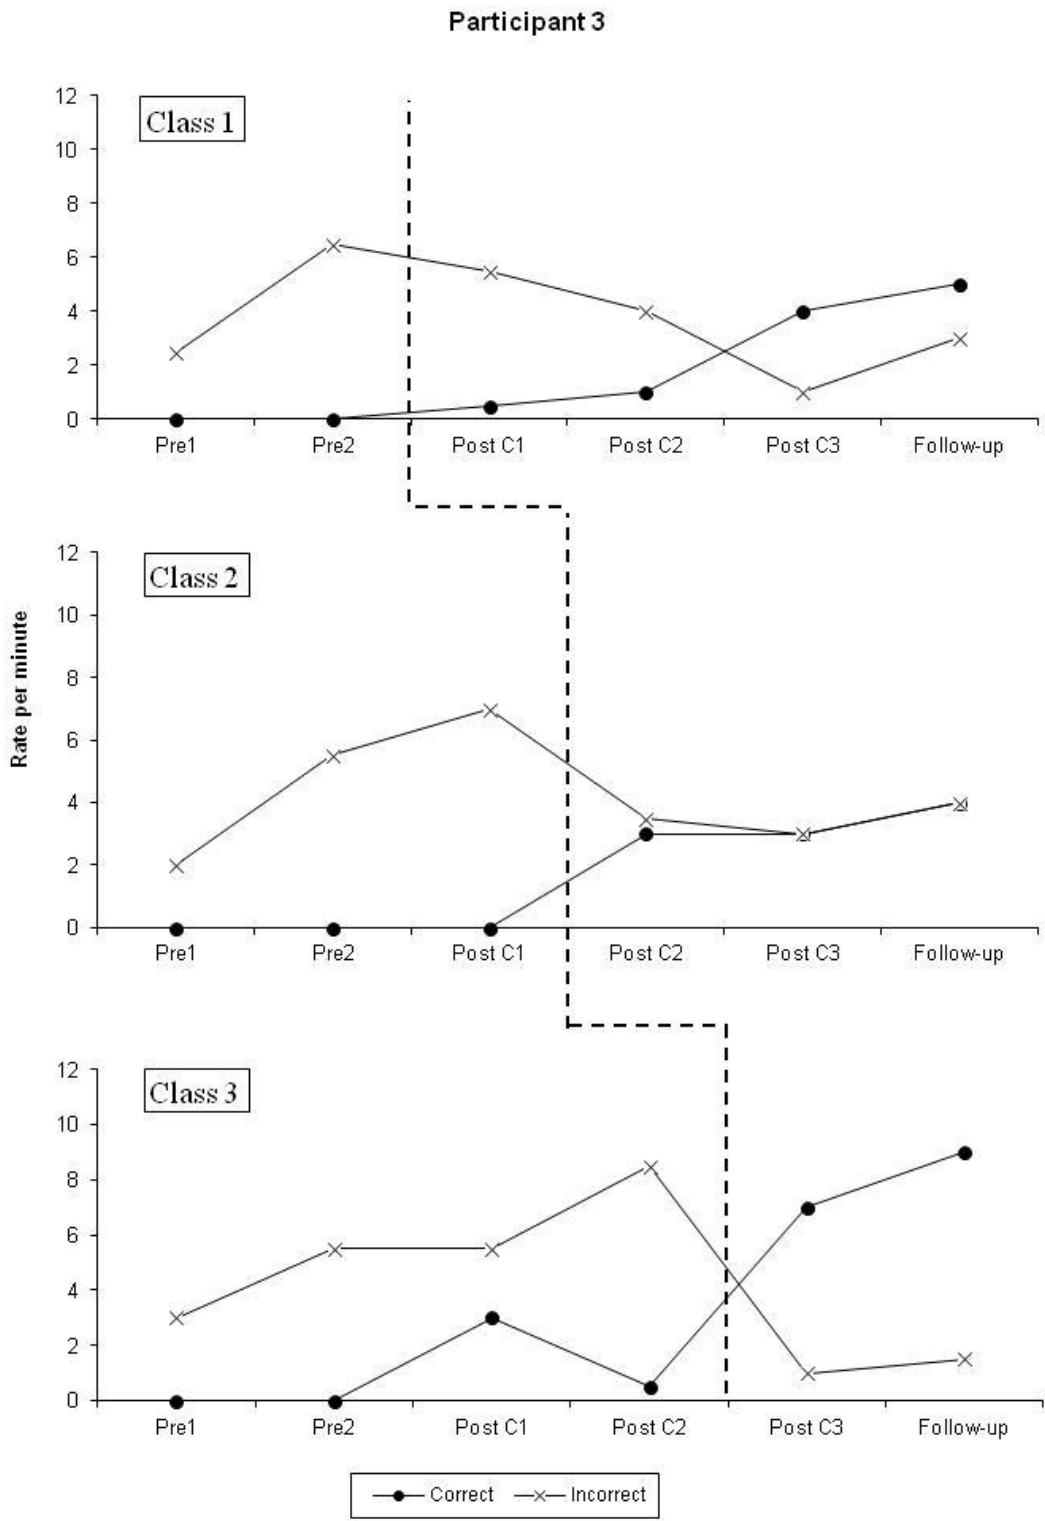 Participant 3
12
Class 1
10
8
6
4
2
0
Pre1 Pre2 Post C1 Post C2 Post C3 Follow-up
12
Class 2
10
8
6
4
2
0
Pre1 Pre2 Post C1 Post C2 Post C3 Follow-up
Rate per minute
12
Class 3
10
8
6
4
2
0
Pre1 Pre2 Post C1 Post C2 Post C3 Follow-up
Correct Incorrect